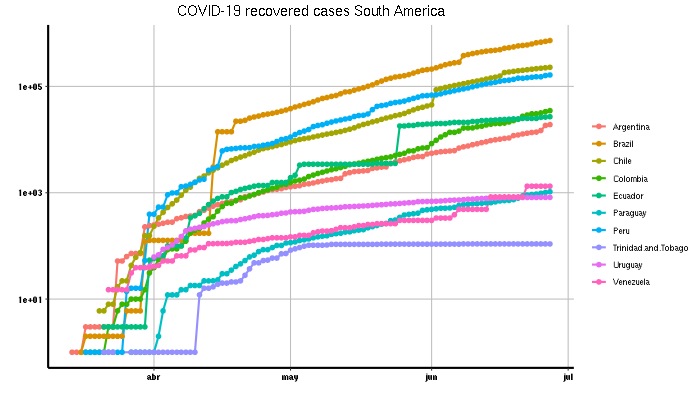 COVID-19 recovered cases South America
1e+05
1e+03
1e+01
abr
may
jun
jul
Argentina
Brazil
Chile
Colombia
Ecuador
Paraguay
Peru
Trinidad.and.Tobago
Uruguay
Venezuela